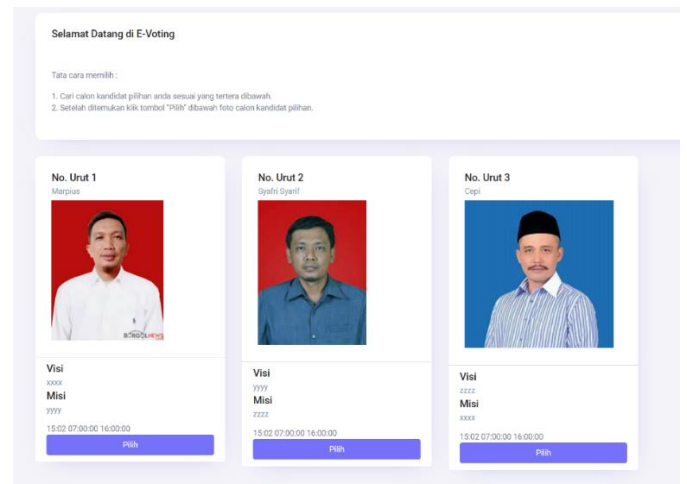 Selamat Datang di E-Voting
Tata cara memilih :
1. Cari calon kandidat pilihan anda sesuai yang tertera dibawah.
2. Setelah ditemukan klik tombol "Pilih" dibawah foto calon kandidat pilihan.
No. Urut 1
Marpius
BORGOLNEWS
Visi
xxxx
Misi
yyyy
15:02 07:00:00 16:00:00
Pilih
No. Urut 2
Syafri Syarif
Visi
yyyy
Misi
zzzz
15:02 07:00:00 16:00:00
Pilih
No. Urut 3
Cepi
Visi
zzzz
Misi
xxxx
15:02 07:00:00 16:00:00
Pilih